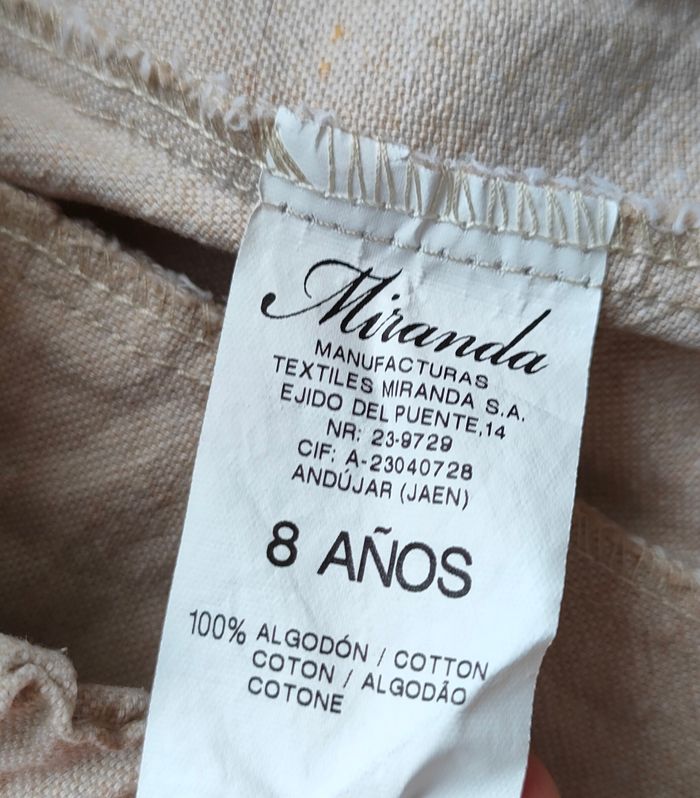 Miranda
MANUFACTURAS
TEXTILES MIRANDA S.A.
EJIDO DEL PUENTE,14
NR: 23-9729
CIF: A-23040728
ANDÚJAR (JAEN)
8 AÑOS
100% ALGODÓN / COTTON
COTON / ALGODÃO
COTONE